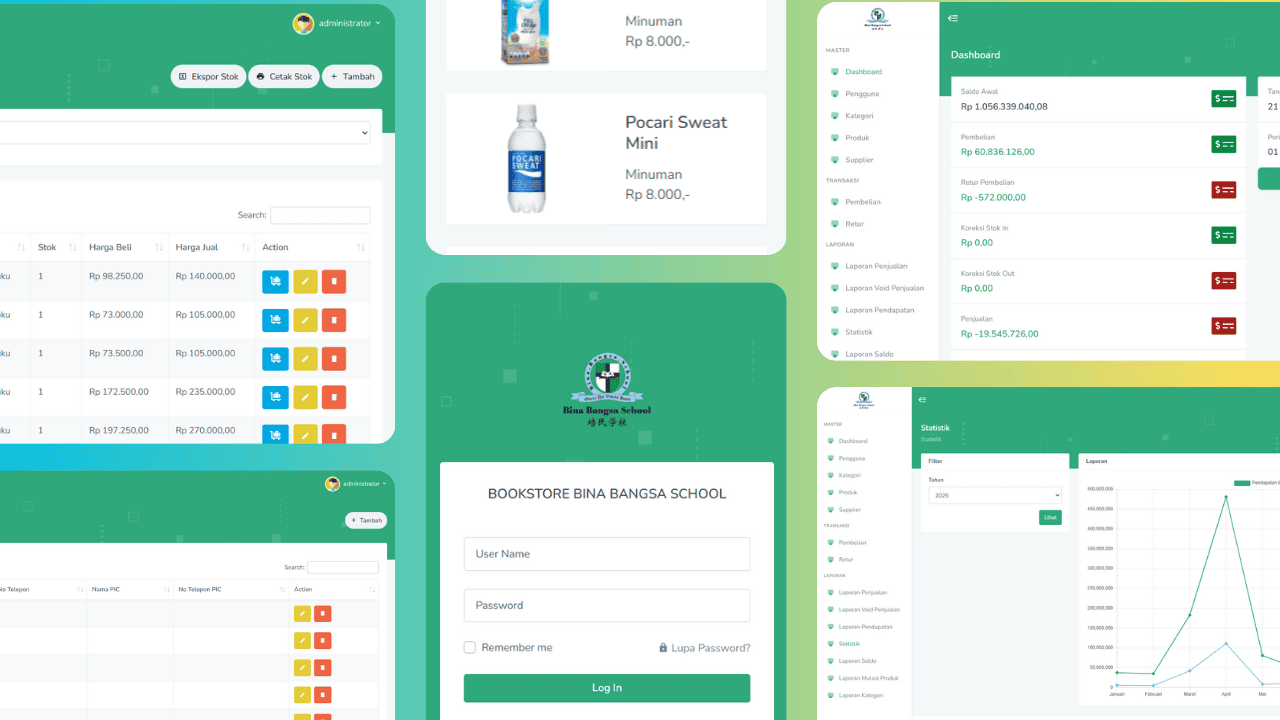 administrator
Ekspor Stok
Cetak Stok
+ Tambah
Search:
Stok
Harga Beli
Harga Jual
Action
ku
1
Rp 98.250,00
Rp 140.000,00
ku
1
Rp 73.000,00
Rp 105.000,00
ku
1
Rp 73.500,00
Rp 105.000,00
ku
1
Rp 172.500,00
Rp 235.000,00
ku
1
Rp 197.250,00
Rp 270.000,00
administrator
+ Tambah
Search:
No Telepon
Nama PIC
No Telapon PIC
Action
Minuman
Rp 8.000,-
POCARI
SWEAT
Pocari Sweat
Mini
Minuman
Rp 8.000,-
Bina Bangsa School
培民学校
BOOKSTORE BINA BANGSA SCHOOL
User Name
Password
Remember me
Lupa Password?
Log In
Bina Bangsa School
MASTER
Dashboard
Pengguna
Kategori
Produk
Supplier
TRANSAKSI
Pembelian
Retur
LAPORAN
Laporan Penjualan
Laporan Void Penjualan
Laporan Pendapatan
Statistik
Laporan Saldo
Dashboard
Saldo Awal
Rp 1.056.339.040,08
Pembelian
Rp 60.836.126,00
Retur Pembelian
Rp -572.000,00
Koreksi Stok In
Rp 0,00
Koreksi Stok Out
Rp 0,00
Penjualan
Rp -19,545.726,00
Tan
21
Peri
01
MASTER
Dashboard
Pengguna
Kategori
Produk
Supplier
TRANSAKSI
Pembelian
Retur
LAPORAN
Laporan Penjualan
Laporan Void Penjualan
Laporan Pendapatan
Statistik
Laporan Saldo
Laporan Mutasi Produk
Laporan Kategori
Statistik
Statistik
Filter
Tahun
2025
Lihat
Laporan
500,000,000
450,000,000
400,000,000
350,000,000
300,000,000
250,000,000
200,000,000
150,000,000
100,000,000
50,000,000
0
Januari
Februari
Maret
April
Mei